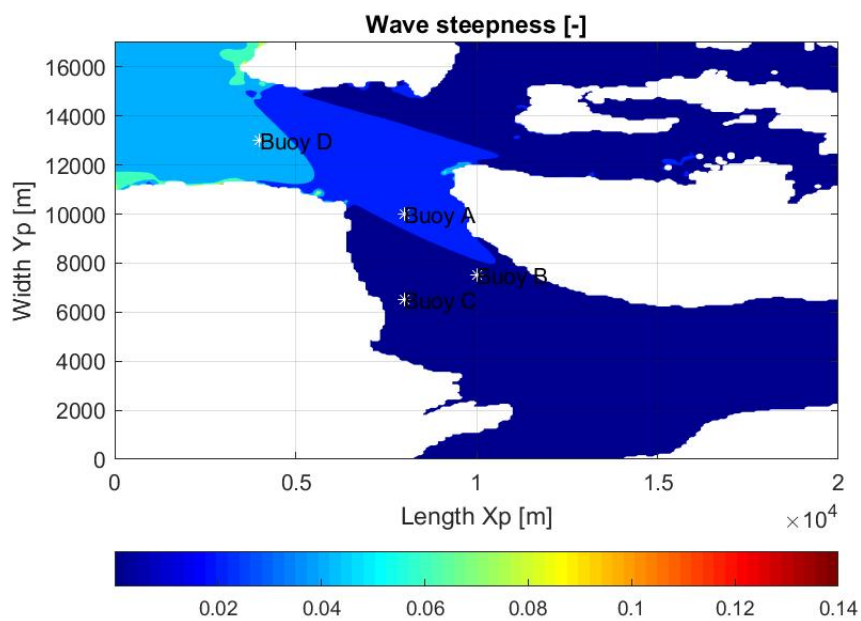 Wave steepness [-]
16000
14000
12000
10000
8000
6000
4000
2000
0
Width Yp [m]
Buoy D
Buoy A
Buoy B
Buoy C
0 0.5 1 1.5 2
Length Xp [m]
×10⁴
0.02 0.04 0.06 0.08 0.1 0.12 0.14